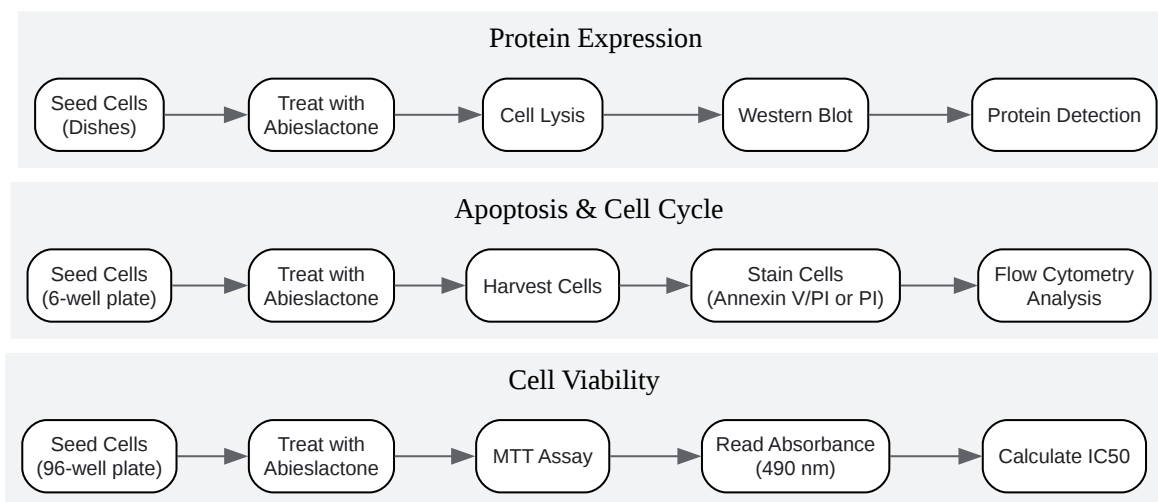 Protein Expression
Seed Cells
(Dishes)
Treat with
Abieslactone
Cell Lysis
Western Blot
Protein Detection
Apoptosis & Cell Cycle
Seed Cells
(6-well plate)
Treat with
Abieslactone
Harvest Cells
Stain Cells
(Annexin V/PI or PI)
Flow Cytometry
Analysis
Cell Viability
Seed Cells
(96-well plate)
Treat with
Abieslactone
MTT Assay
Read Absorbance
(490 nm)
Calculate IC50